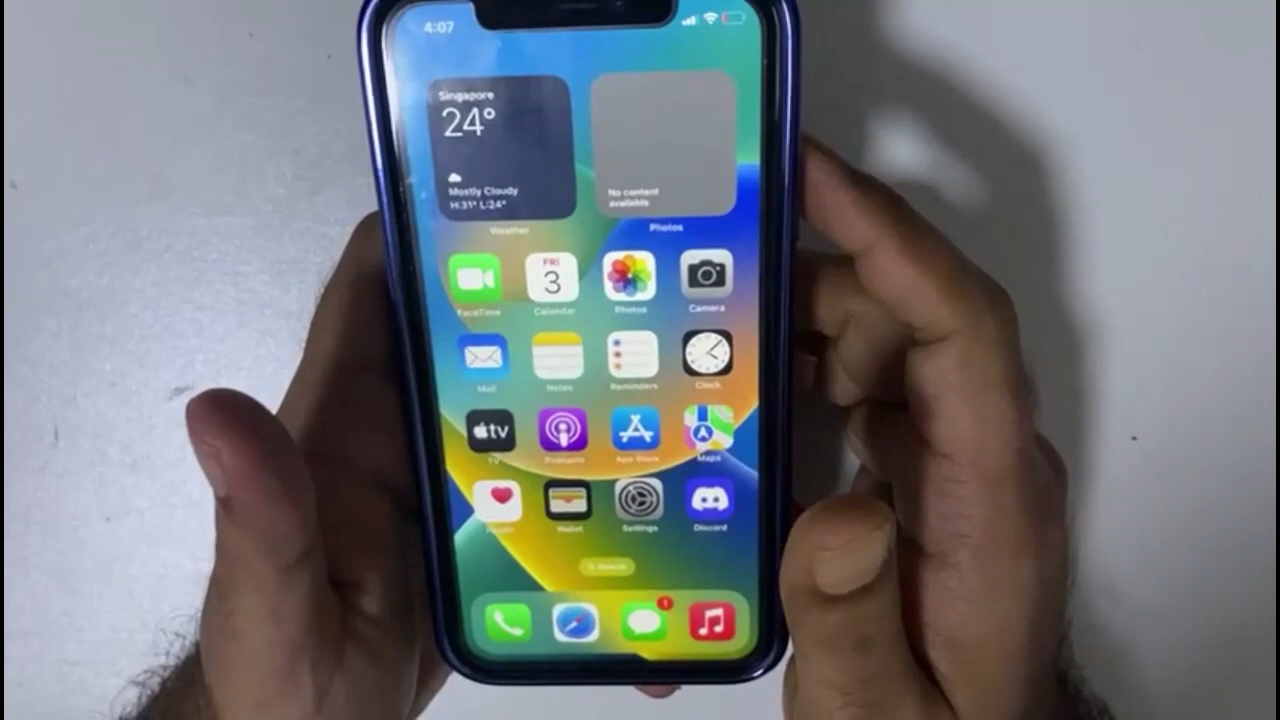 4:07
Singapore
24°
Mostly Cloudy
H:31° L:24°
Weather
No content
available
Photos
FRI
3
FaceTime
Calendar
Photos
Camera
Mail
Notes
Reminders
Clock
tv
TV
Podcasts
App Store
Maps
Health
Wallet
Settings
Discord
Search
1